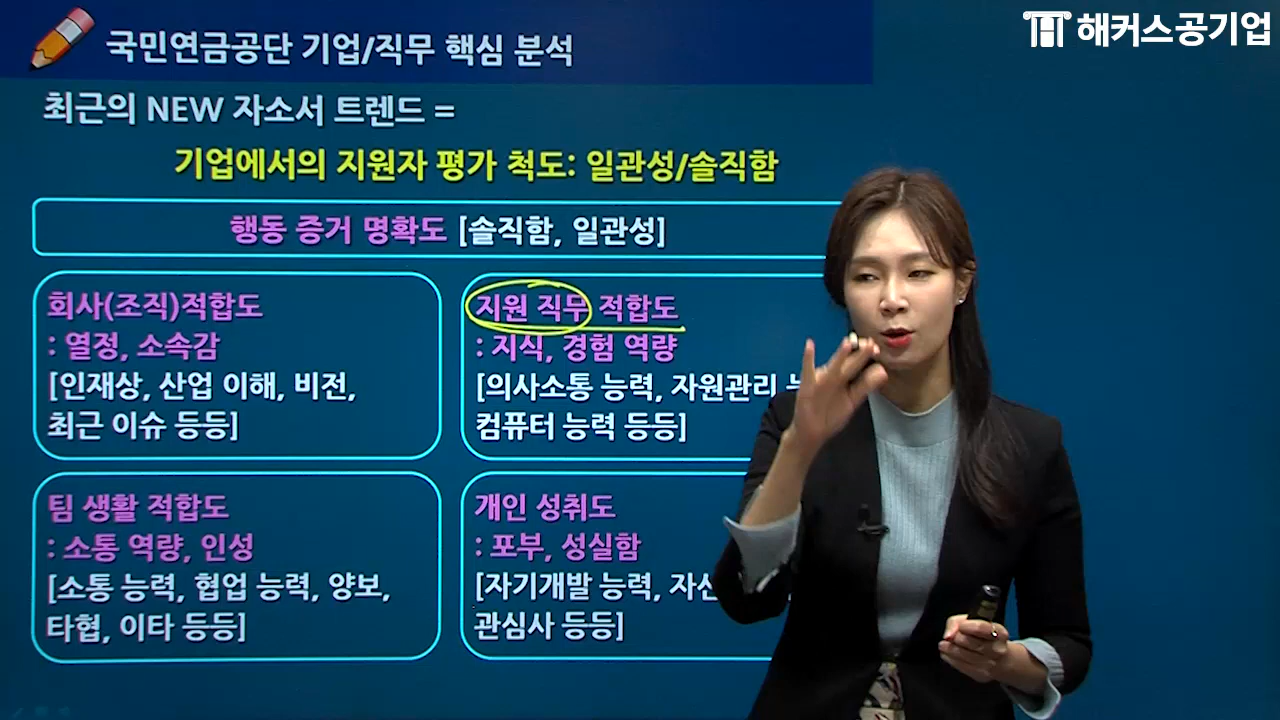 해커스공기업
국민연금공단 기업/직무 핵심 분석
최근의 NEW 자소서 트렌드 =
기업에서의 지원자 평가 척도: 일관성/솔직함
행동 증거 명확도 [솔직함, 일관성]
회사(조직)적합도
: 열정, 소속감
[인재상, 산업 이해, 비전,
최근 이슈 등등]
지원 직무 적합도
: 지식, 경험 역량
[의사소통 능력, 자원관리
컴퓨터 능력 등등]
팀 생활 적합도
: 소통 역량, 인성
[소통 능력, 협업 능력, 양보,
타협, 이타 등등]
개인 성취도
: 포부, 성실함
[자기개발 능력,
관심사 등등]